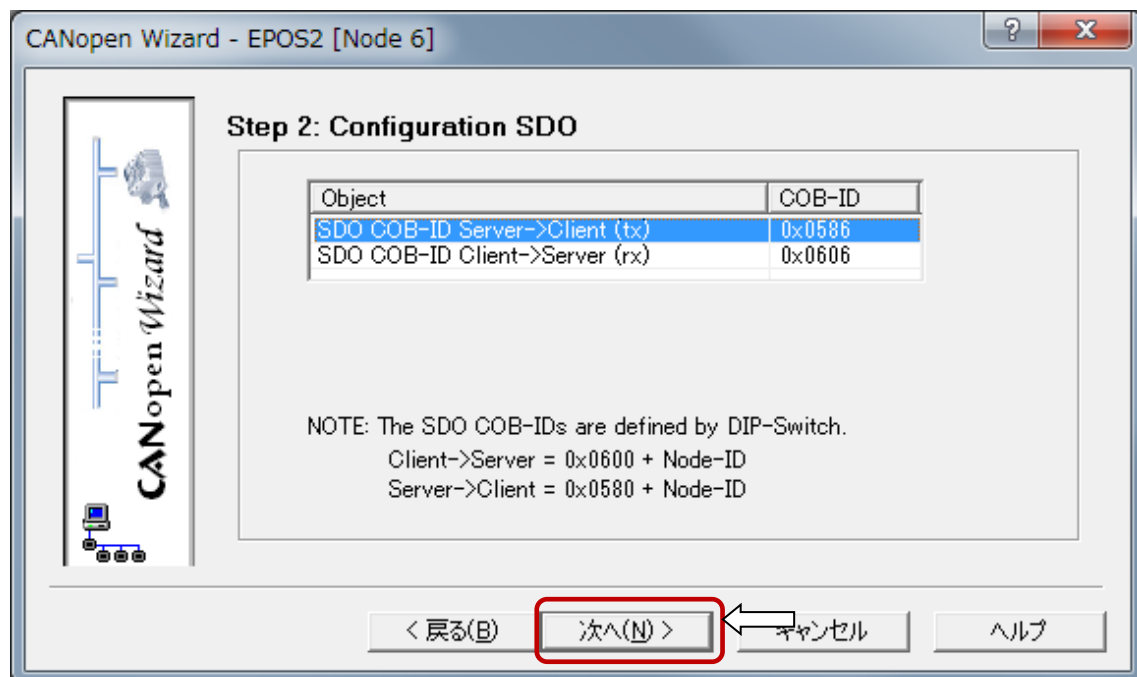 CANopen Wizard - EPOS2 [Node 6]
CANopen Wizard
Step 2: Configuration SDO
Object COB-ID
SDO COB-ID Server->Client (tx) 0x0586
SDO COB-ID Client->Server (rx) 0x0606
NOTE: The SDO COB-IDs are defined by DIP-Switch.
Client->Server = 0x0600 + Node-ID
Server->Client = 0x0580 + Node-ID
< 戻る(B) 次へ(N) > キャンセル ヘルプ